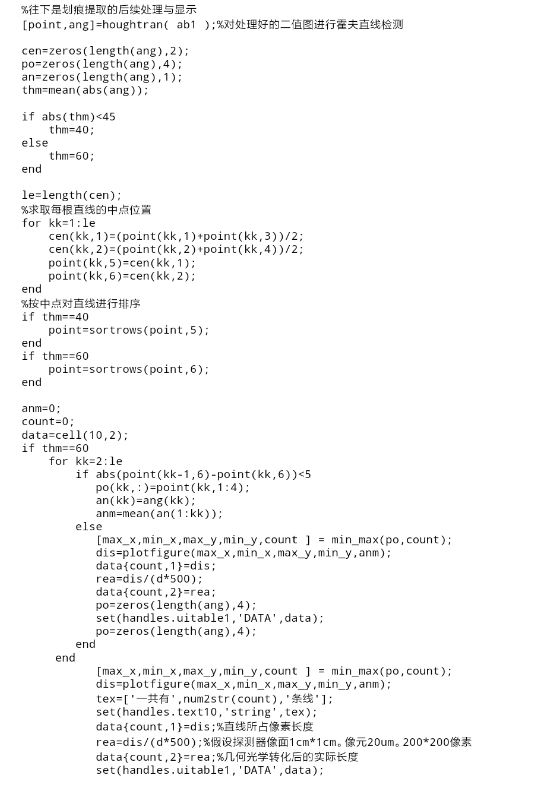 %往下是划痕提取的后续处理与显示
[point,ang]=houghtran( ab1 );%对处理好的二值图进行霍夫直线检测
cen=zeros(length(ang),2);
po=zeros(length(ang),4);
an=zeros(length(ang),1);
thm=mean(abs(ang));
if abs(thm)<45
thm=40;
else
thm=60;
end
le=length(cen);
%求取每根直线的中点位置
for kk=1:le
cen(kk,1)=(point(kk,1)+point(kk,3))/2;
cen(kk,2)=(point(kk,2)+point(kk,4))/2;
point(kk,5)=cen(kk,1);
point(kk,6)=cen(kk,2);
end
%按中点对直线进行排序
if thm==40
point=sortrows(point,5);
end
if thm==60
point=sortrows(point,6);
end
anm=0;
count=0;
data=cell(10,2);
if thm==60
for kk=2:le
if abs(point(kk-1,6)-point(kk,6))<5
po(kk,:)=point(kk,1:4);
an(kk)=ang(kk);
anm=mean(an(1:kk));
else
[max_x,min_x,max_y,min_y,count ] = min_max(po,count);
dis=plotfigure(max_x,min_x,max_y,min_y,anm);
data{count,1}=dis;
rea=dis/(d*500);
data{count,2}=rea;
po=zeros(length(ang),4);
set(handles.uitable1,'DATA',data);
po=zeros(length(ang),4);
end
end
[max_x,min_x,max_y,min_y,count ] = min_max(po,count);
dis=plotfigure(max_x,min_x,max_y,min_y,anm);
tex=['一共有',num2str(count),'条线'];
set(handles.text10,'string',tex);
data{count,1}=dis;%直线所占像素长度
rea=dis/(d*500);%假设探测器像面1cm*1cm。像元20um。200*200像素
data{count,2}=rea;%几何光学转化后的实际长度
set(handles.uitable1,'DATA',data);